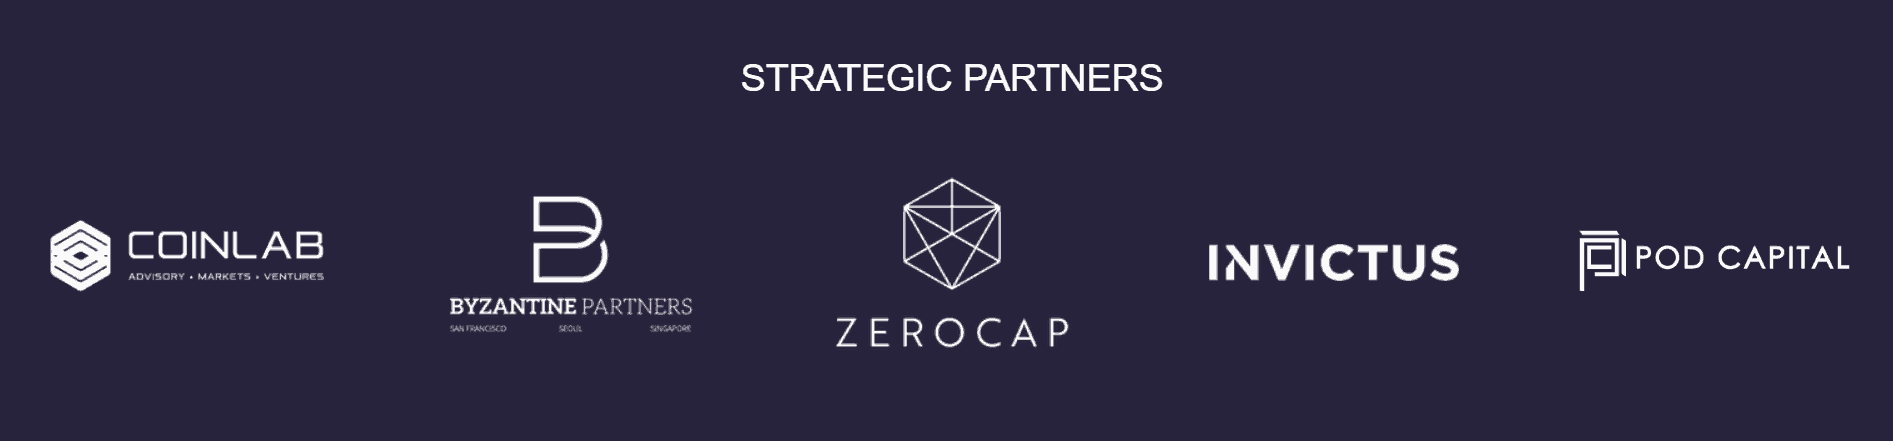 STRATEGIC PARTNERS
COINLAB
ADVISORY • MARKETS • VENTURES
BYZANTINE PARTNERS
SAN FRANCISCO SEOUL SINGAPORE
ZEROCAP
INVICTUS
POD CAPITAL